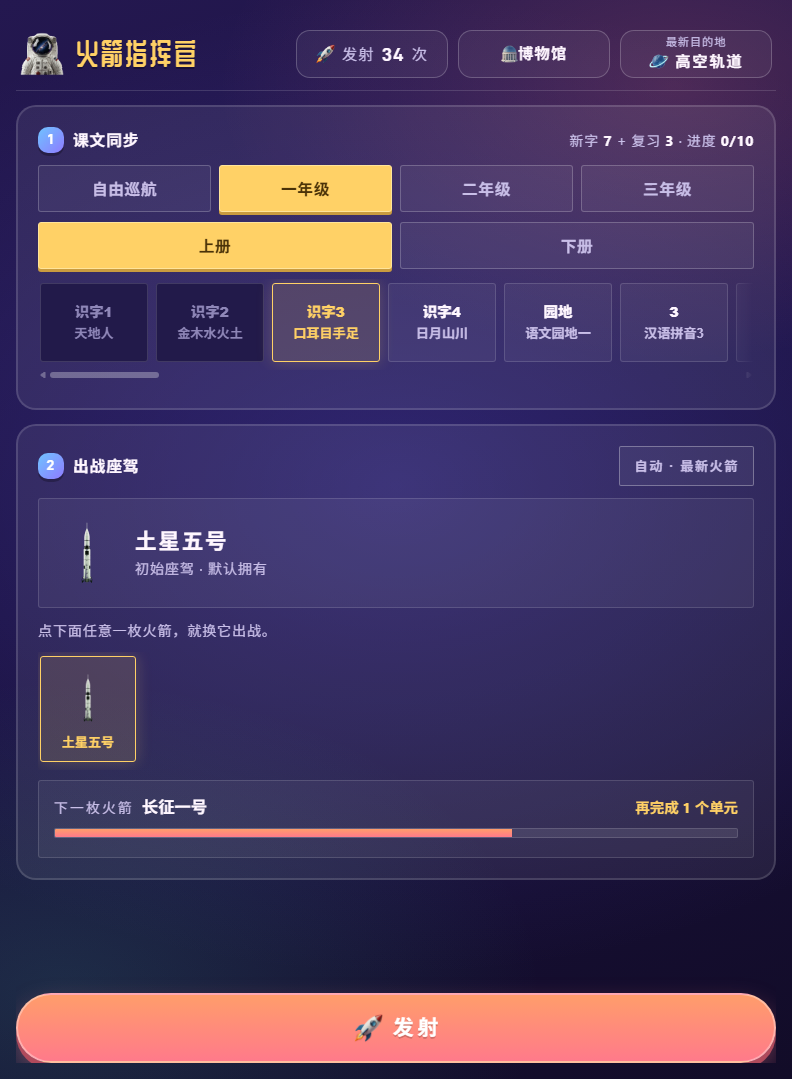 火箭指挥官
🚀 发射 34 次
🏛博物馆
最新目的地
🪐 高空轨道
1 课文同步
新字 7 + 复习 3 · 进度 0/10
自由巡航
一年级
二年级
三年级
上册
下册
识字1
天地人
识字2
金木水火土
识字3
口耳目手足
识字4
日月山川
园地
语文园地一
3
汉语拼音3
2 出战座驾
自动 · 最新火箭
土星五号
初始座驾 · 默认拥有
点下面任意一枚火箭，就换它出战。
土星五号
下一枚火箭 长征一号
再完成 1 个单元
🚀 发射